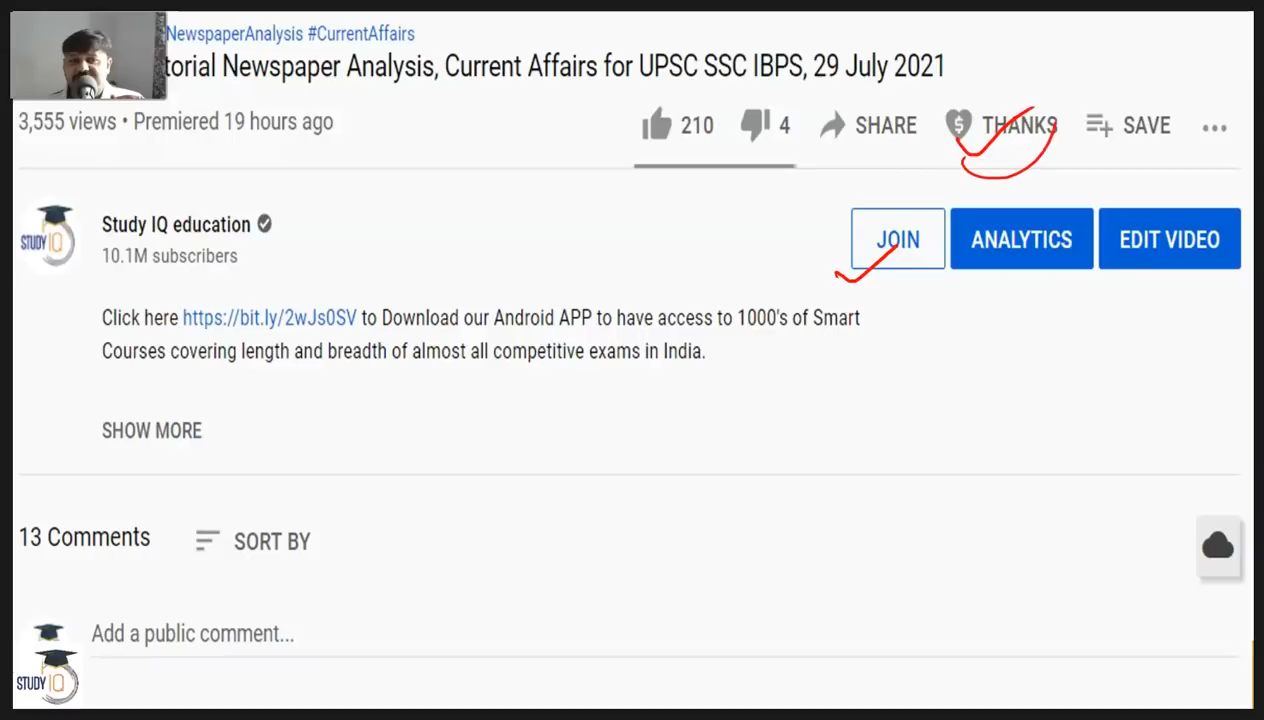 NewspaperAnalysis #CurrentAffairs
torial Newspaper Analysis, Current Affairs for UPSC SSC IBPS, 29 July 2021
3,555 views • Premiered 19 hours ago
210 4 SHARE THANKS SAVE
STUDY IQ
Study IQ education
10.1M subscribers
JOIN ANALYTICS EDIT VIDEO
Click here https://bit.ly/2wJs0SV to Download our Android APP to have access to 1000's of Smart
Courses covering length and breadth of almost all competitive exams in India.
SHOW MORE
13 Comments SORT BY
Add a public comment...
STUDY IQ